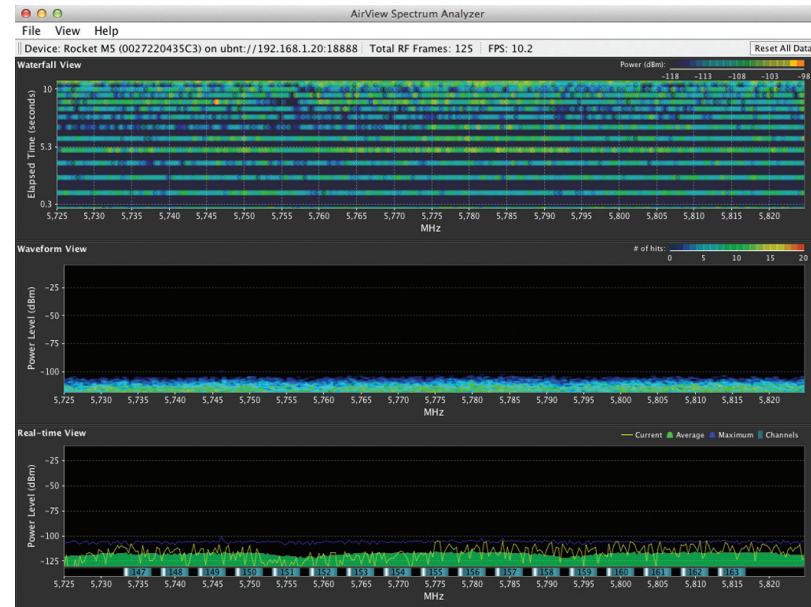 AirView Spectrum Analyzer
File View Help
Device: Rocket M5 (0027220435C3) on ubnt://192.168.1.20:18888 Total RF Frames: 125 FPS: 10.2 Reset All Data
Waterfall View Power (dBm):
-118 -113 -108 -103 -98
Elapsed Time (seconds)
10
5.3
0.3
5,725 5,730 5,735 5,740 5,745 5,750 5,755 5,760 5,765 5,770 5,775 5,780 5,785 5,790 5,795 5,800 5,805 5,810 5,815 5,820
MHz
Waveform View # of hits:
0 5 10 15 20
Power Level (dBm)
-25
-50
-75
-100
5,725 5,730 5,735 5,740 5,745 5,750 5,755 5,760 5,765 5,770 5,775 5,780 5,785 5,790 5,795 5,800 5,805 5,810 5,815 5,820
MHz
Real-time View Current Average Maximum Channels
Power Level (dBm)
-25
-50
-75
-100
-125
147 148 149 150 151 152 153 154 155 156 157 158 159 160 161 162 163
5,725 5,730 5,735 5,740 5,745 5,750 5,755 5,760 5,765 5,770 5,775 5,780 5,785 5,790 5,795 5,800 5,805 5,810 5,815 5,820
MHz